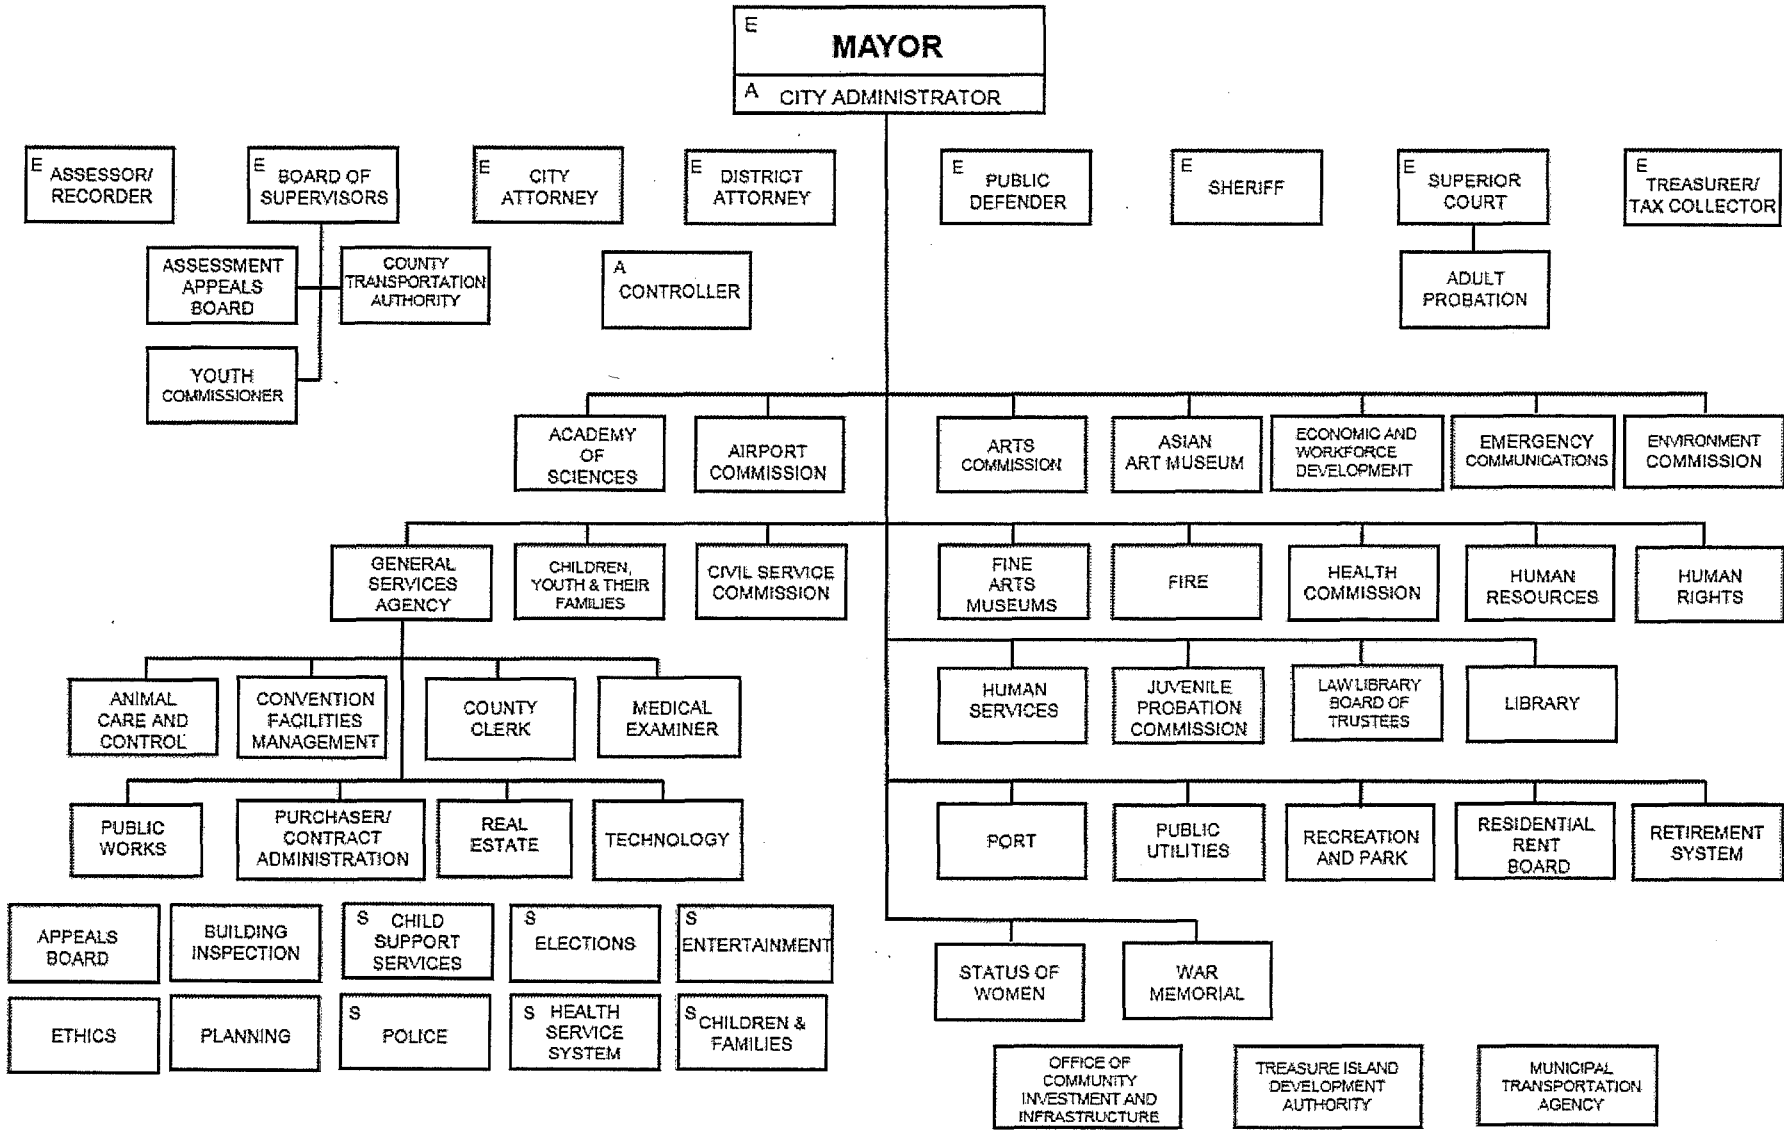 E
MAYOR
A CITY ADMINISTRATOR
E ASSESSOR/
RECORDER
E BOARD OF
SUPERVISORS
E CITY
ATTORNEY
E DISTRICT
ATTORNEY
E PUBLIC
DEFENDER
E SHERIFF
E SUPERIOR
COURT
E TREASURER/
TAX COLLECTOR
ASSESSMENT
APPEALS
BOARD
COUNTY
TRANSPORTATION
AUTHORITY
A
CONTROLLER
ADULT
PROBATION
YOUTH
COMMISSIONER
ACADEMY
OF
SCIENCES
AIRPORT
COMMISSION
ARTS
COMMISSION
ASIAN
ART MUSEUM
ECONOMIC AND
WORKFORCE
DEVELOPMENT
EMERGENCY
COMMUNICATIONS
ENVIRONMENT
COMMISSION
GENERAL
SERVICES
AGENCY
CHILDREN,
YOUTH & THEIR
FAMILIES
CIVIL SERVICE
COMMISSION
FINE
ARTS
MUSEUMS
FIRE
HEALTH
COMMISSION
HUMAN
RESOURCES
HUMAN
RIGHTS
ANIMAL
CARE AND
CONTROL
CONVENTION
FACILITIES
MANAGEMENT
COUNTY
CLERK
MEDICAL
EXAMINER
HUMAN
SERVICES
JUVENILE
PROBATION
COMMISSION
LAW LIBRARY
BOARD OF
TRUSTEES
LIBRARY
PUBLIC
WORKS
PURCHASER/
CONTRACT
ADMINISTRATION
REAL
ESTATE
TECHNOLOGY
PORT
PUBLIC
UTILITIES
RECREATION
AND PARK
RESIDENTIAL
RENT
BOARD
RETIREMENT
SYSTEM
APPEALS
BOARD
BUILDING
INSPECTION
S CHILD
SUPPORT
SERVICES
S
ELECTIONS
S
ENTERTAINMENT
STATUS OF
WOMEN
WAR
MEMORIAL
ETHICS
PLANNING
S
POLICE
S HEALTH
SERVICE
SYSTEM
S CHILDREN &
FAMILIES
OFFICE OF
COMMUNITY
INVESTMENT AND
INFRASTRUCTURE
TREASURE ISLAND
DEVELOPMENT
AUTHORITY
MUNICIPAL
TRANSPORTATION
AGENCY